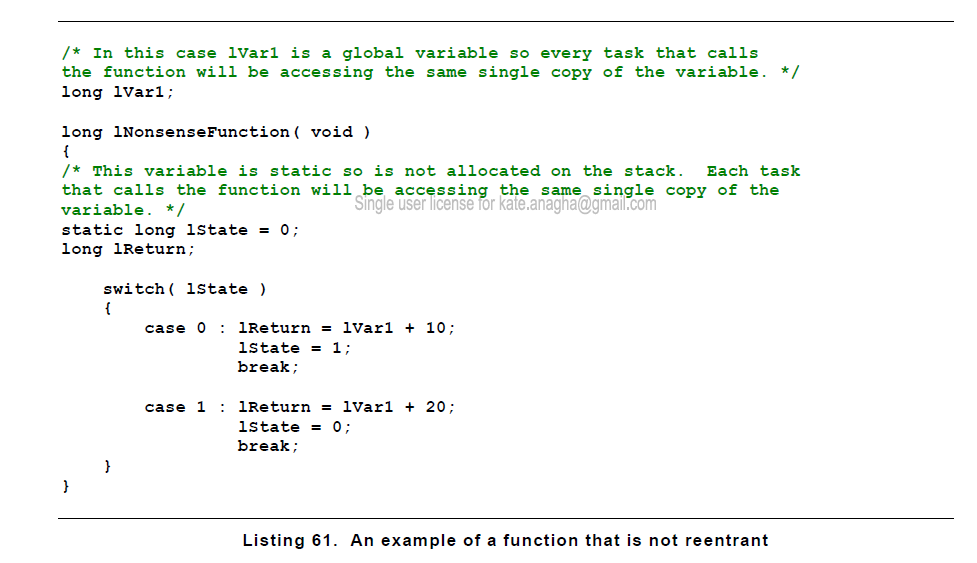 /* In this case lVar1 is a global variable so every task that calls
the function will be accessing the same single copy of the variable. */
long lVar1;
long lNonsenseFunction( void )
{
/* This variable is static so is not allocated on the stack.  Each task
that calls the function will be accessing the same single copy of the
Single user license for kate.anagha@gmail.com
variable. */
static long lState = 0;
long lReturn;
    switch( lState )
    {
        case 0 : lReturn = lVar1 + 10;
                 lState = 1;
                 break;
        case 1 : lReturn = lVar1 + 20;
                 lState = 0;
                 break;
    }
}
Listing 61.  An example of a function that is not reentrant